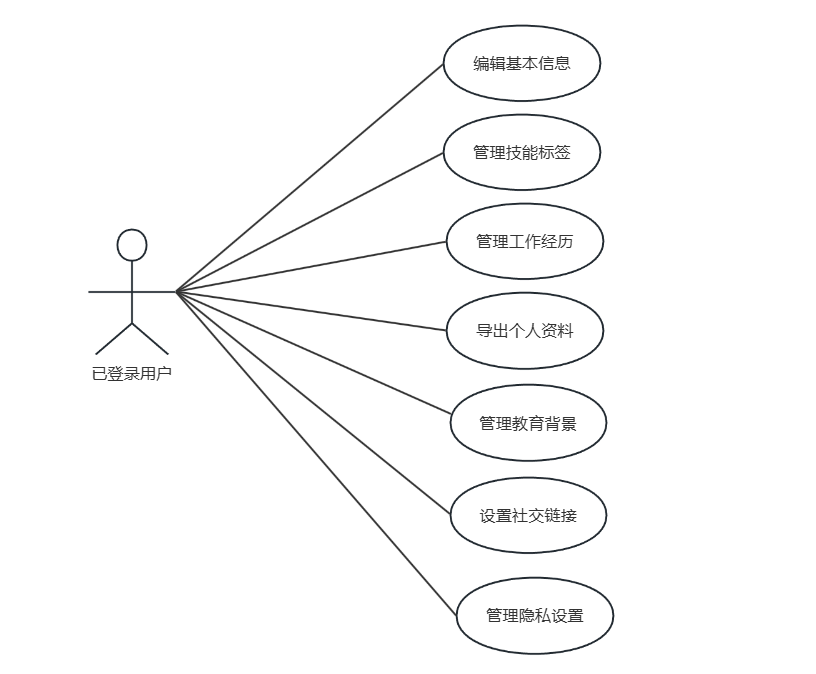 编辑基本信息
管理技能标签
管理工作经历
导出个人资料
已登录用户
管理教育背景
设置社交链接
管理隐私设置